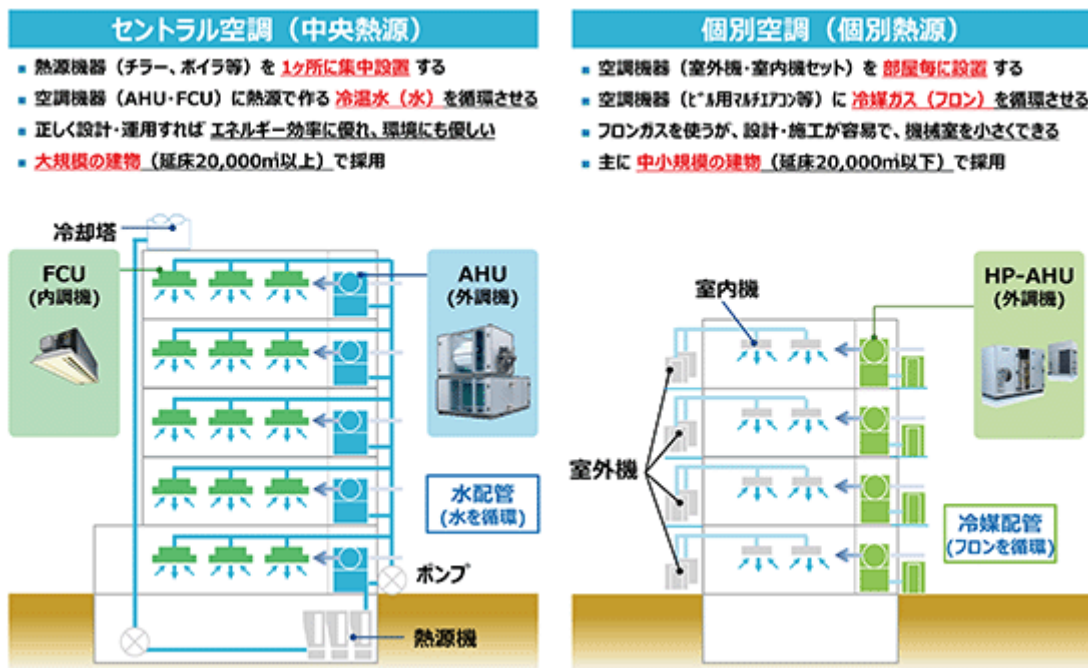 セントラル空調（中央熱源）
熱源機器（チラー、ボイラ等）を 1ヶ所に集中設置 する
空調機器（AHU・FCU）に熱源で作る 冷温水（水）を循環させる
正しく設計・運用すれば エネルギー効率に優れ、環境にも優しい
大規模の建物（延床20,000㎡以上）で採用
冷却塔
FCU
(内調機)
AHU
(外調機)
水配管
(水を循環)
ポンプ
熱源機
個別空調（個別熱源）
空調機器（室外機・室内機セット）を 部屋毎に設置 する
空調機器（ビル用マルチエアコン等）に 冷媒ガス（フロン）を循環させる
フロンガスを使うが、設計・施工が容易で、機械室を小さくできる
主に 中小規模の建物（延床20,000㎡以下）で採用
室内機
HP-AHU
(外調機)
室外機
冷媒配管
(フロンを循環)